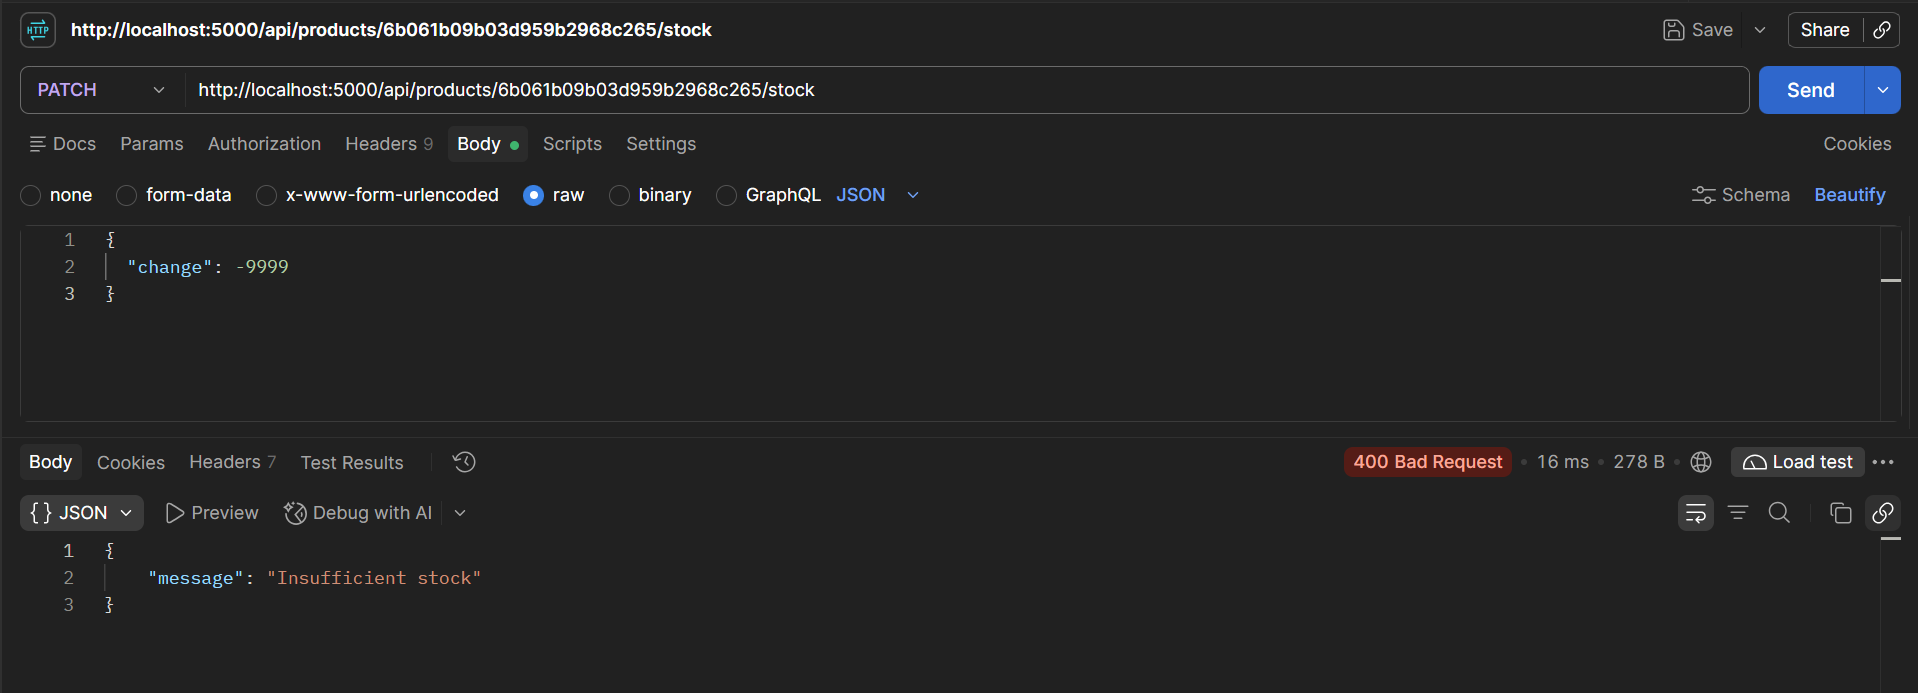 HTTP http://localhost:5000/api/products/6b061b09b03d959b2968c265/stock Save Share
PATCH http://localhost:5000/api/products/6b061b09b03d959b2968c265/stock Send
Docs Params Authorization Headers 9 Body Scripts Settings Cookies
none form-data x-www-form-urlencoded raw binary GraphQL JSON Schema Beautify
1 {
2 "change": -9999
3 }
Body Cookies Headers 7 Test Results 400 Bad Request • 16 ms • 278 B • Load test
{} JSON Preview Debug with AI
1 {
2 "message": "Insufficient stock"
3 }